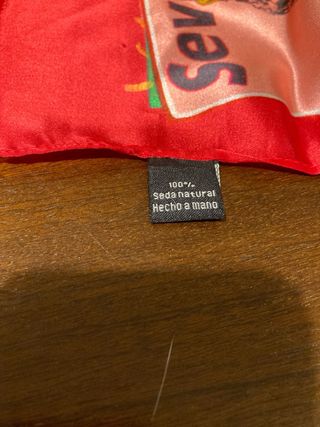 Sev
100%
Seda natural
Hecho a mano